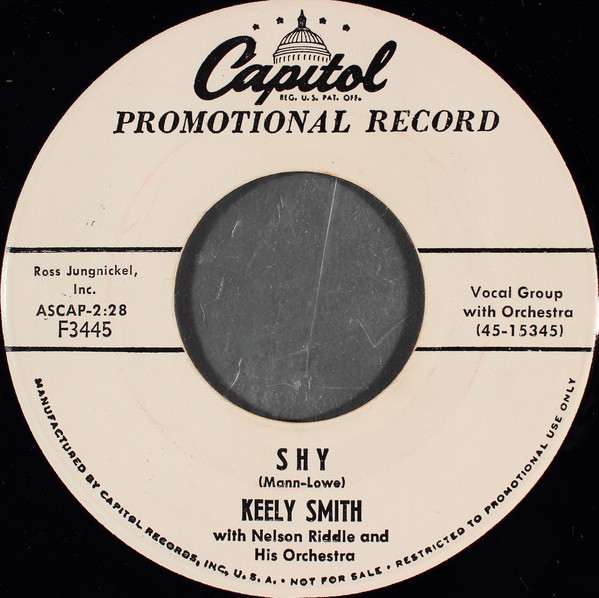 Capitol
REG. U.S. PAT. OFF.
PROMOTIONAL RECORD
Ross Jungnickel,
Inc.
ASCAP-2:28
F3445
Vocal Group
with Orchestra
(45-15345)
SHY
(Mann-Lowe)
KEELY SMITH
with Nelson Riddle and
His Orchestra
MANUFACTURED BY CAPITOL RECORDS, INC., U.S.A. • NOT FOR SALE • RESTRICTED TO PROMOTIONAL USE ONLY